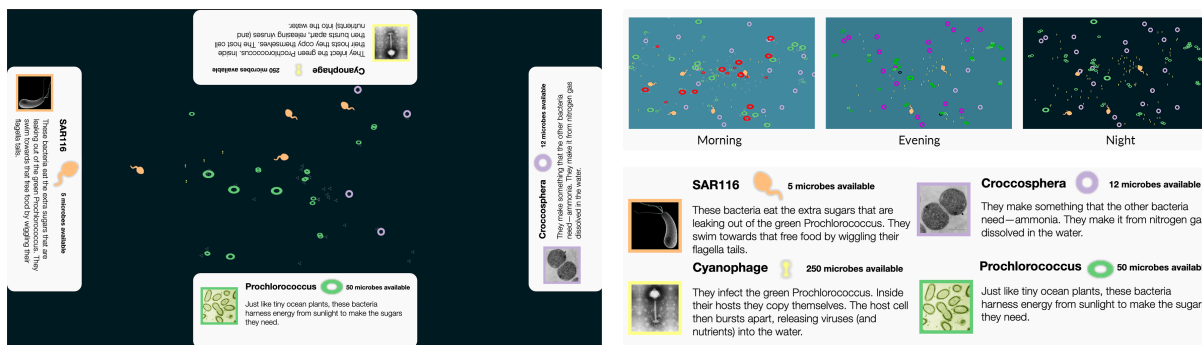 Cyanophage 250 microbes available
They infect the green Prochlorococcus. Inside
their hosts they copy themselves. The host cell
then bursts apart, releasing viruses (and
nutrients) into the water.
SAR116 5 microbes available
These bacteria eat the extra sugars that are
leaking out of the green Prochlorococcus. They
swim towards that free food by wiggling their
flagella tails.
Croccosphera 12 microbes available
They make something that the other bacteria
need—ammonia. They make it from nitrogen gas
dissolved in the water.
Prochlorococcus 50 microbes available
Just like tiny ocean plants, these bacteria
harness energy from sunlight to make the sugars
they need.
Morning
Evening
Night
SAR116 5 microbes available
These bacteria eat the extra sugars that are
leaking out of the green Prochlorococcus. They
swim towards that free food by wiggling their
flagella tails.
Croccosphera 12 microbes available
They make something that the other bacteria
need—ammonia. They make it from nitrogen ga
dissolved in the water.
Cyanophage 250 microbes available
They infect the green Prochlorococcus. Inside
their hosts they copy themselves. The host cell
then bursts apart, releasing viruses (and
nutrients) into the water.
Prochlorococcus 50 microbes availabl
Just like tiny ocean plants, these bacteria
harness energy from sunlight to make the sugar
they need.